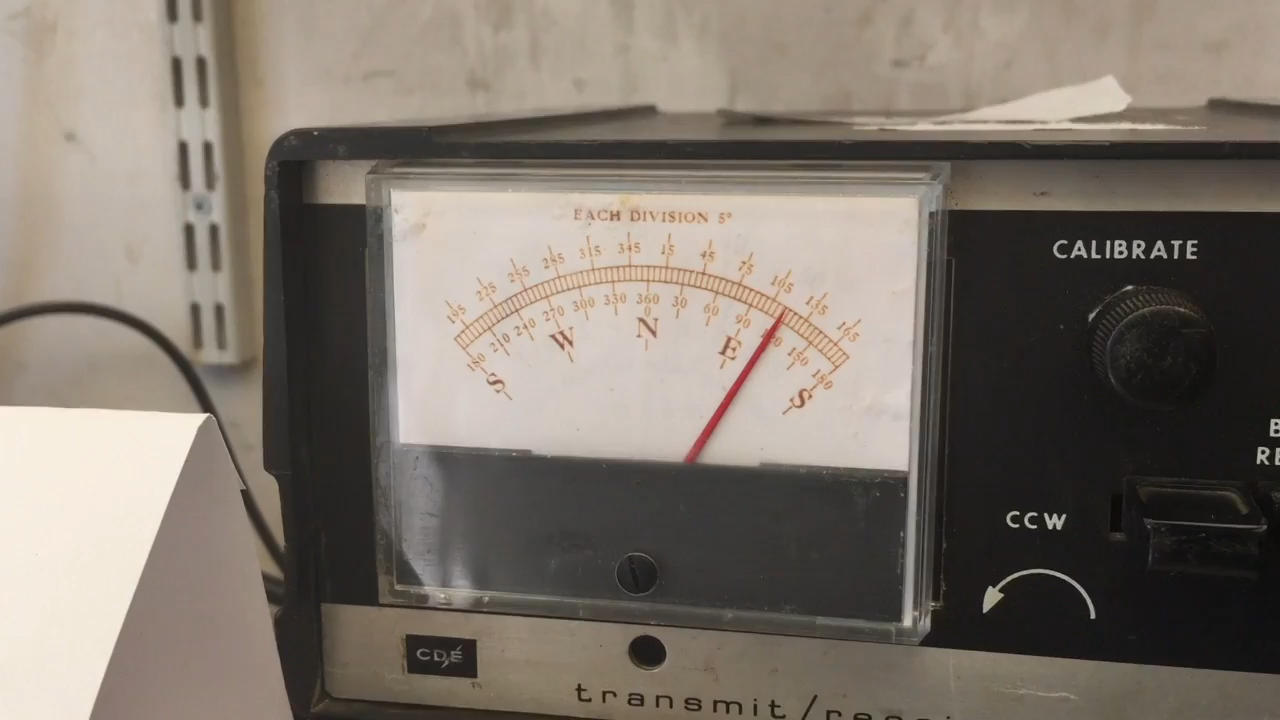 EACH DIVISION 5°
195 225 255 285 315 345 15 45 75 105 135 165
180 210 240 270 300 330 360 30 60 90 120 150 180
0
S W N E S
CALIBRATE
CCW
CDE
transmit/